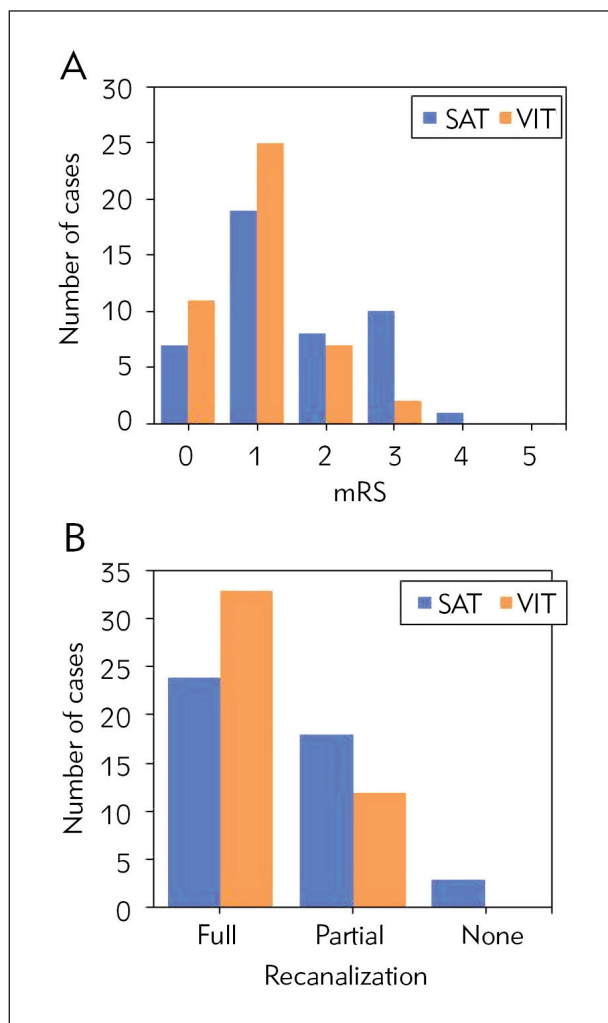 A
30
25
20
15
10
5
0
Number of cases
SAT VIT
0 1 2 3 4 5
mRS
B
35
30
25
20
15
10
5
0
Number of cases
SAT VIT
Full Partial None
Recanalization